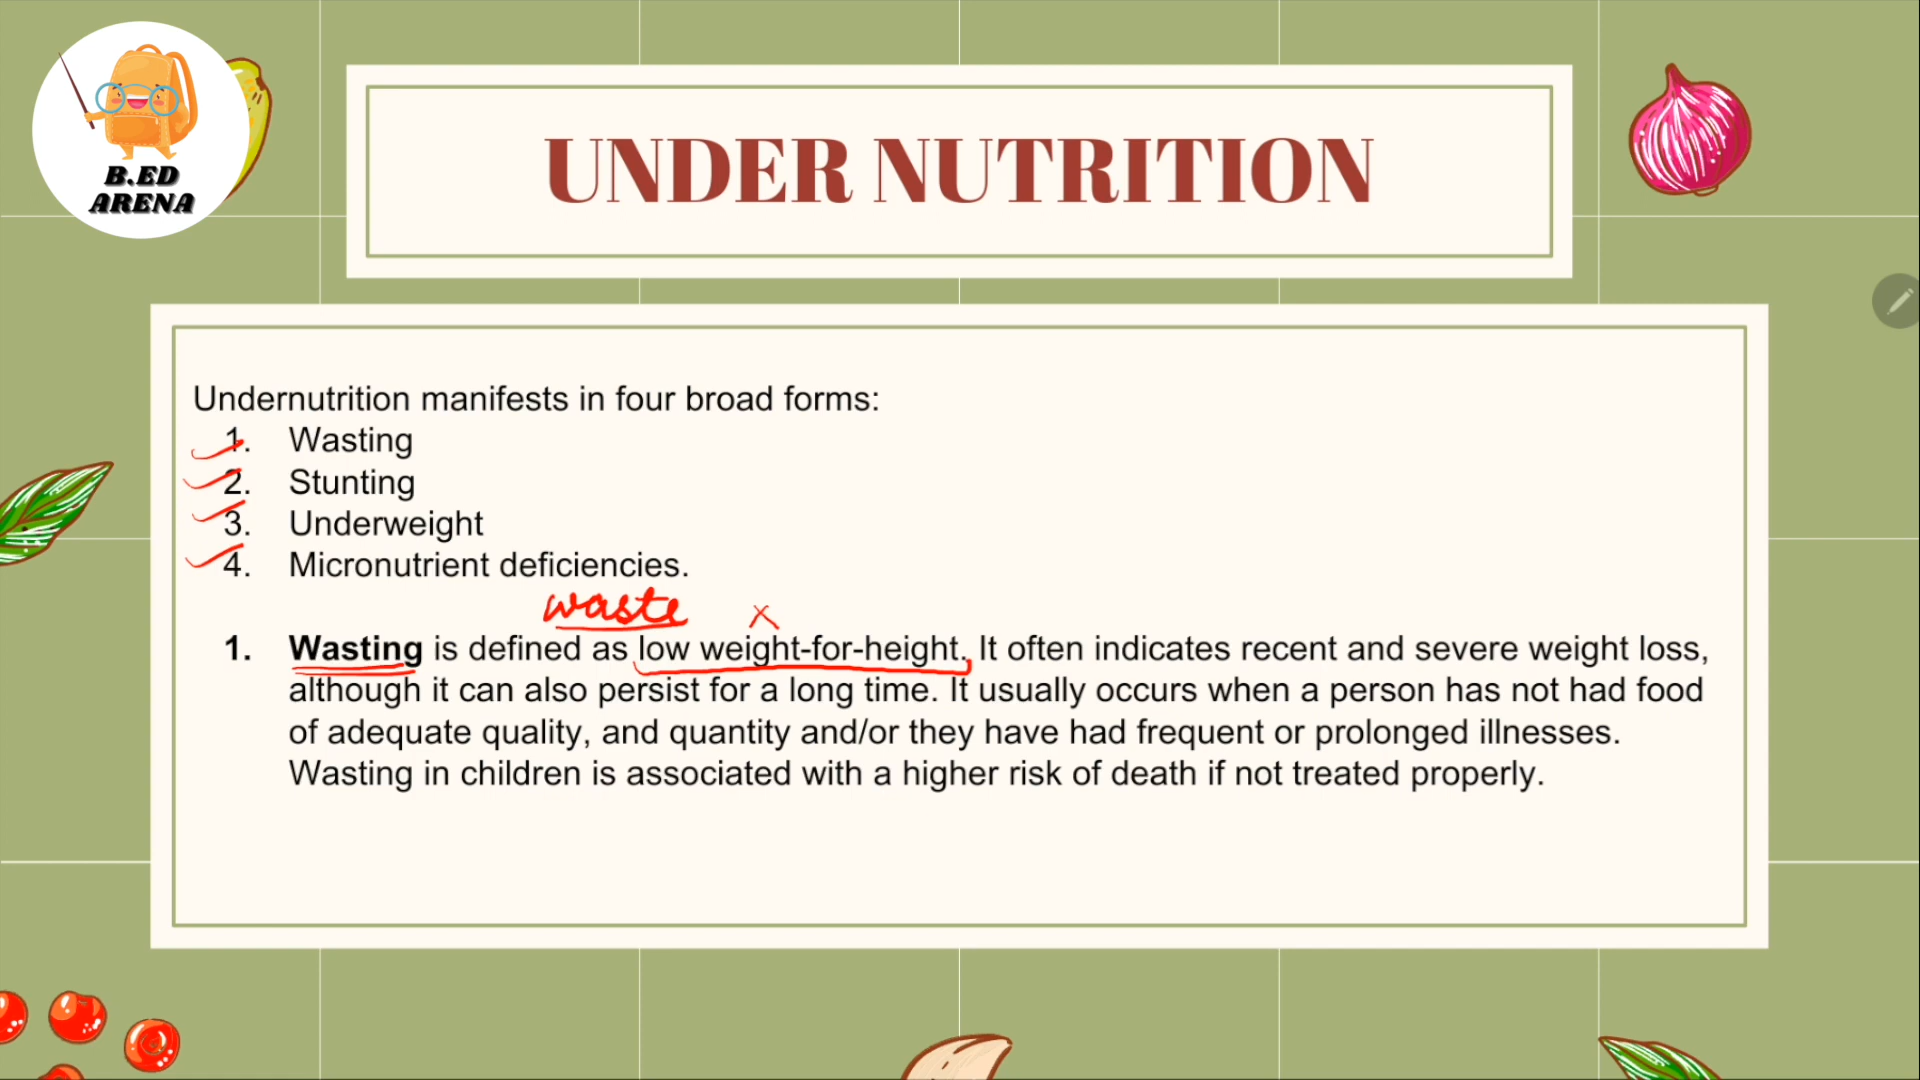 B.ED
ARENA
UNDER NUTRITION
Undernutrition manifests in four broad forms:
1. Wasting
2. Stunting
3. Underweight
4. Micronutrient deficiencies.
waste x
1. Wasting is defined as low weight-for-height. It often indicates recent and severe weight loss,
although it can also persist for a long time. It usually occurs when a person has not had food
of adequate quality, and quantity and/or they have had frequent or prolonged illnesses.
Wasting in children is associated with a higher risk of death if not treated properly.